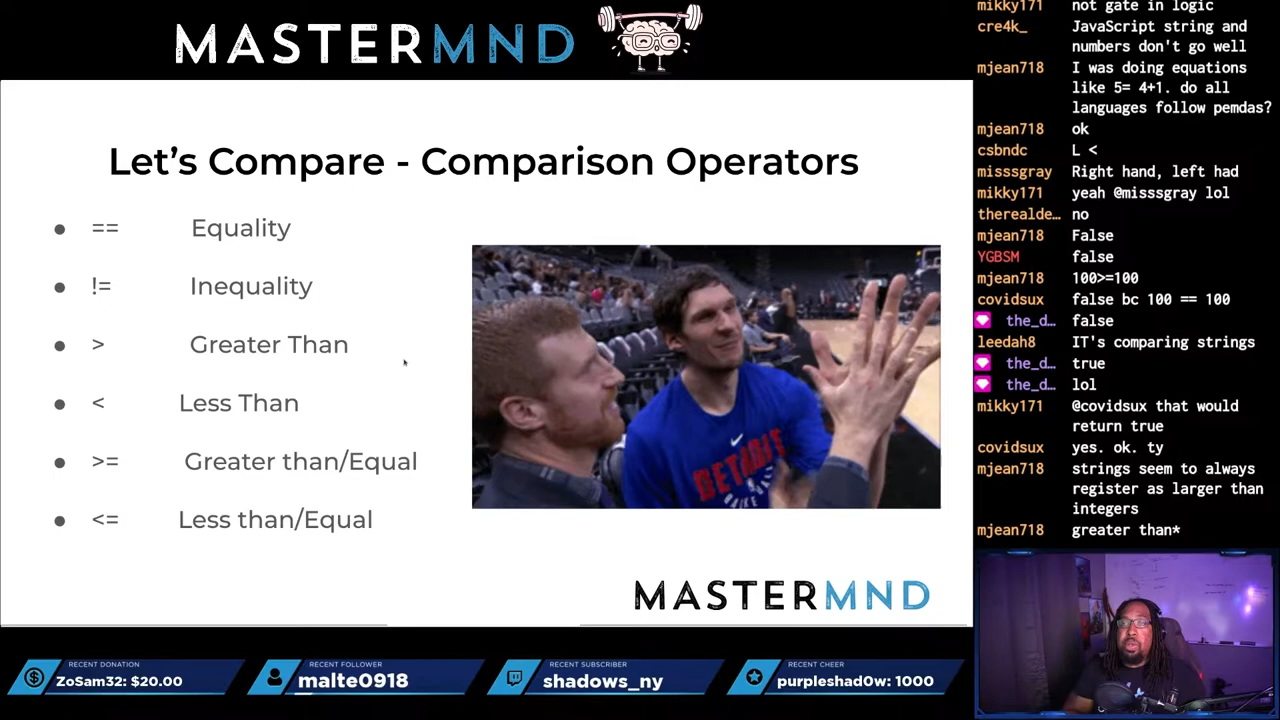 MASTERMND
Let's Compare - Comparison Operators
== Equality
!= Inequality
> Greater Than
< Less Than
>= Greater than/Equal
<= Less than/Equal
DETROIT
MASTERMND
mikky171 not gate in logic
cre4k_ JavaScript string and
numbers don't go well
mjean718 I was doing equations
like 5= 4+1. do all
languages follow pemdas?
mjean718 ok
csbndc L <
misssgray Right hand, left had
mikky171 yeah @misssgray lol
therealde… no
mjean718 False
YGBSM false
mjean718 100>=100
covidsux false bc 100 == 100
the_d… false
leedah8 IT's comparing strings
the_d… true
the_d… lol
mikky171 @covidsux that would
return true
covidsux yes. ok. ty
mjean718 strings seem to always
register as larger than
integers
mjean718 greater than*
RECENT DONATION
ZoSam32: $20.00
RECENT FOLLOWER
malte0918
RECENT SUBSCRIBER
shadows_ny
RECENT CHEER
purpleshad0w: 1000